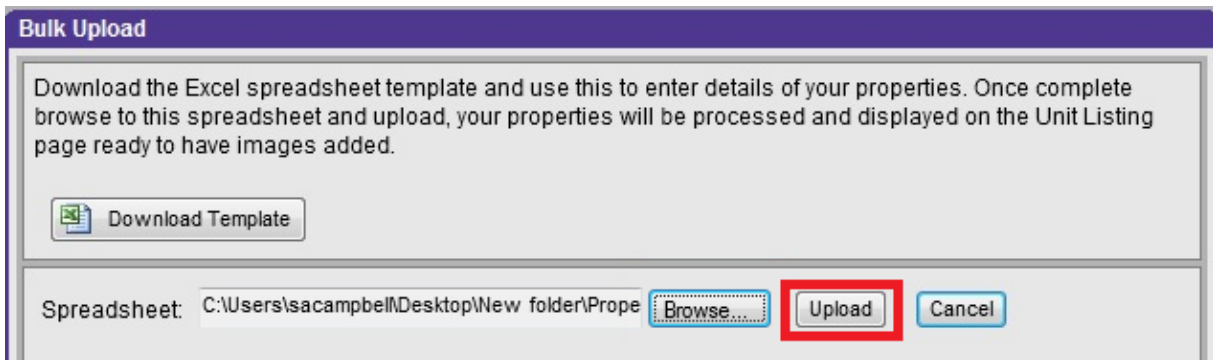 Bulk Upload
Download the Excel spreadsheet template and use this to enter details of your properties. Once complete
browse to this spreadsheet and upload, your properties will be processed and displayed on the Unit Listing
page ready to have images added.
Download Template
Spreadsheet: C:\Users\sacampbell\Desktop\New folder\Prope Browse... Upload Cancel